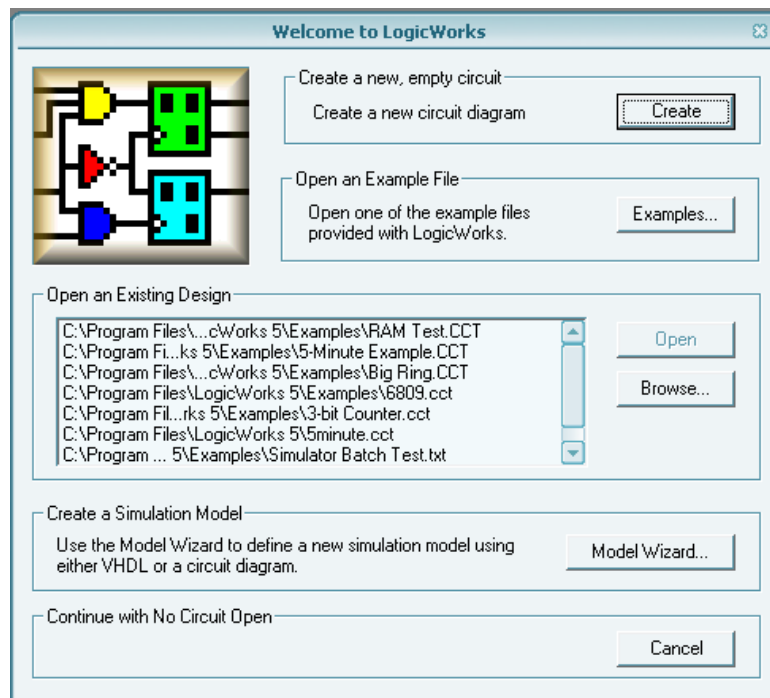 Welcome to LogicWorks
Create a new, empty circuit
Create a new circuit diagram
Create
Open an Example File
Open one of the example files
provided with LogicWorks.
Examples...
Open an Existing Design
C:\Program Files\...cWorks 5\Examples\RAM Test.CCT
C:\Program Fi...ks 5\Examples\5-Minute Example.CCT
C:\Program Files\...cWorks 5\Examples\Big Ring.CCT
C:\Program Files\LogicWorks 5\Examples\6809.cct
C:\Program Fil...rks 5\Examples\3-bit Counter.cct
C:\Program Files\LogicWorks 5\5minute.cct
C:\Program ... 5\Examples\Simulator Batch Test.txt
Open
Browse...
Create a Simulation Model
Use the Model Wizard to define a new simulation model using
either VHDL or a circuit diagram.
Model Wizard...
Continue with No Circuit Open
Cancel